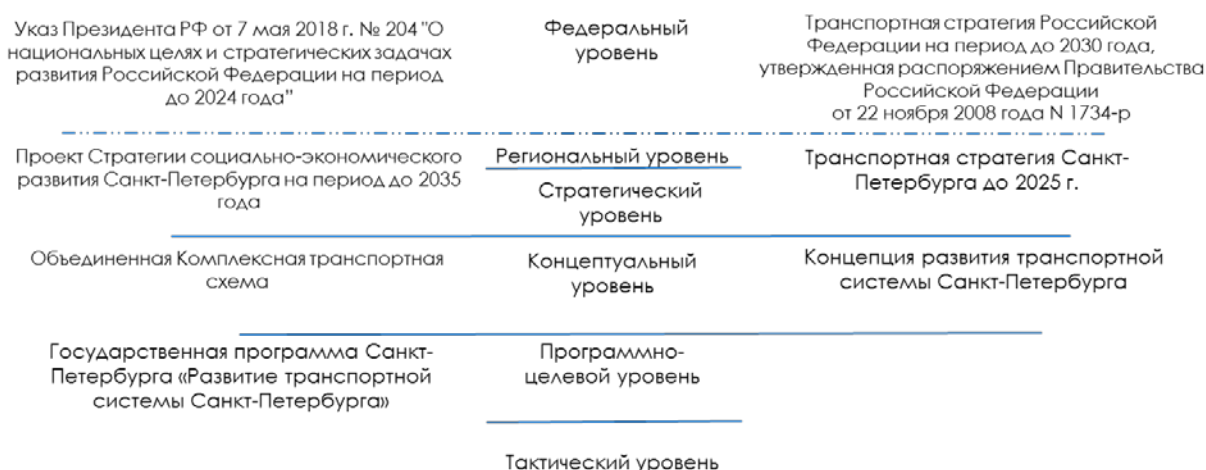 Указ Президента РФ от 7 мая 2018 г. № 204 "О
национальных целях и стратегических задачах
развития Российской Федерации на период
до 2024 года"
Федеральный
уровень
Транспортная стратегия Российской
Федерации на период до 2030 года,
утвержденная распоряжением Правительства
Российской Федерации
от 22 ноября 2008 года N 1734-р
Проект Стратегии социально-экономического
развития Санкт-Петербурга на период до 2035
года
Региональный уровень
Стратегический
уровень
Транспортная стратегия Санкт-
Петербурга до 2025 г.
Объединенная Комплексная транспортная
схема
Концептуальный
уровень
Концепция развития транспортной
системы Санкт-Петербурга
Государственная программа Санкт-
Петербурга «Развитие транспортной
системы Санкт-Петербурга»
Программно-
целевой уровень
Тактический уровень